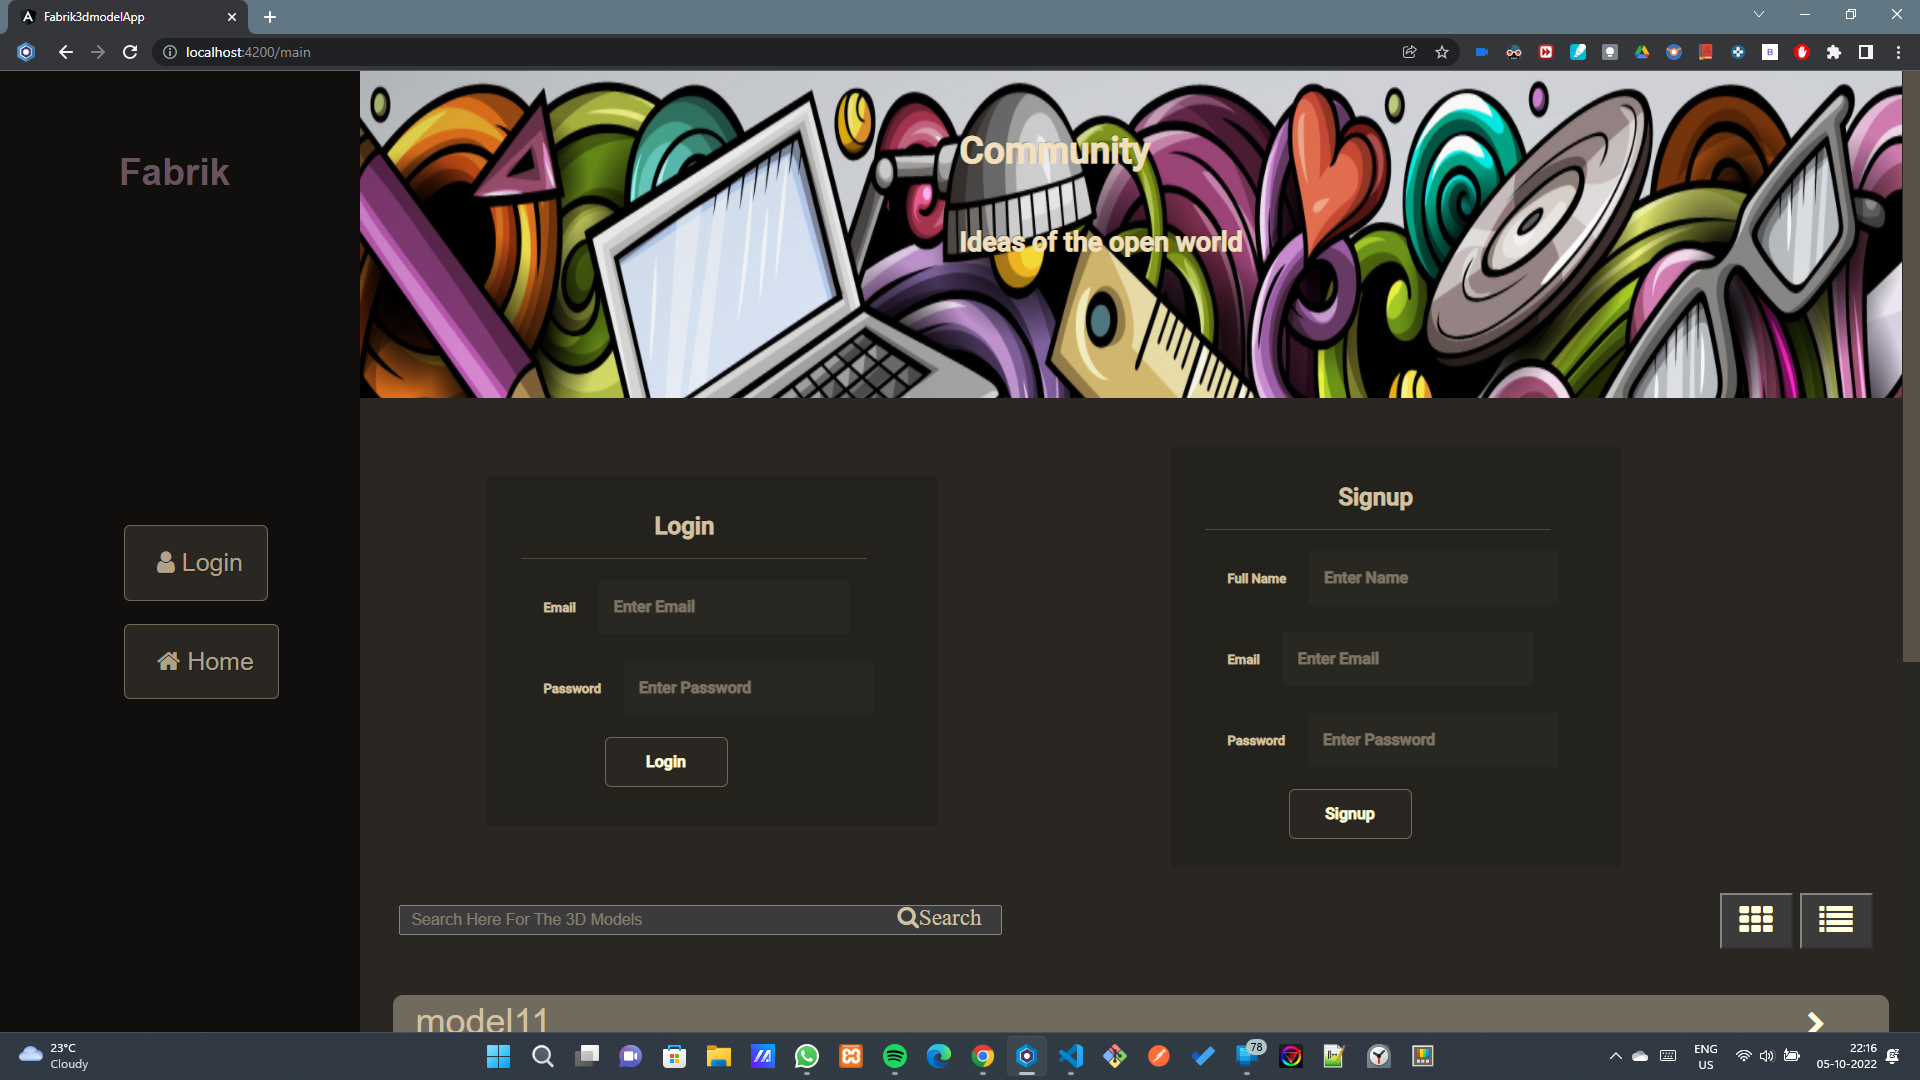 Fabrik3dmodelApp
localhost:4200/main
Fabrik
Community
Ideas of the open world
Login
Home
Login
Email
Enter Email
Password
Enter Password
Login
Signup
Full Name
Enter Name
Email
Enter Email
Password
Enter Password
Signup
Search Here For The 3D Models
Search
model11
23°C
Cloudy
78
ENG
US
22:16
05-10-2022